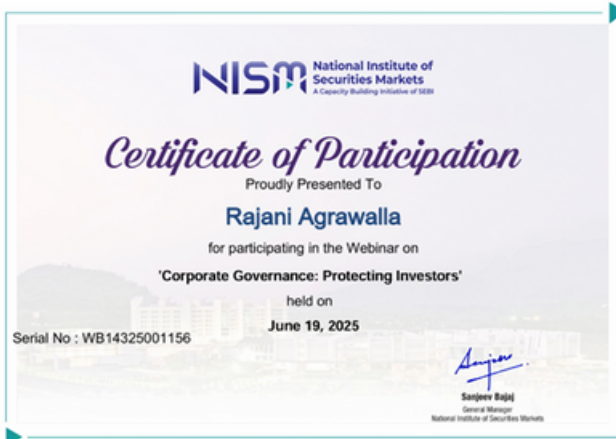 NISM National Institute of
Securities Markets
A Capacity Building Initiative of SEBI
Certificate of Participation
Proudly Presented To
Rajani Agrawalla
for participating in the Webinar on
'Corporate Governance: Protecting Investors'
held on
June 19, 2025
Serial No : WB14325001156
Sanjeev
Sanjeev Bajaj
General Manager
National Institute of Securities Markets